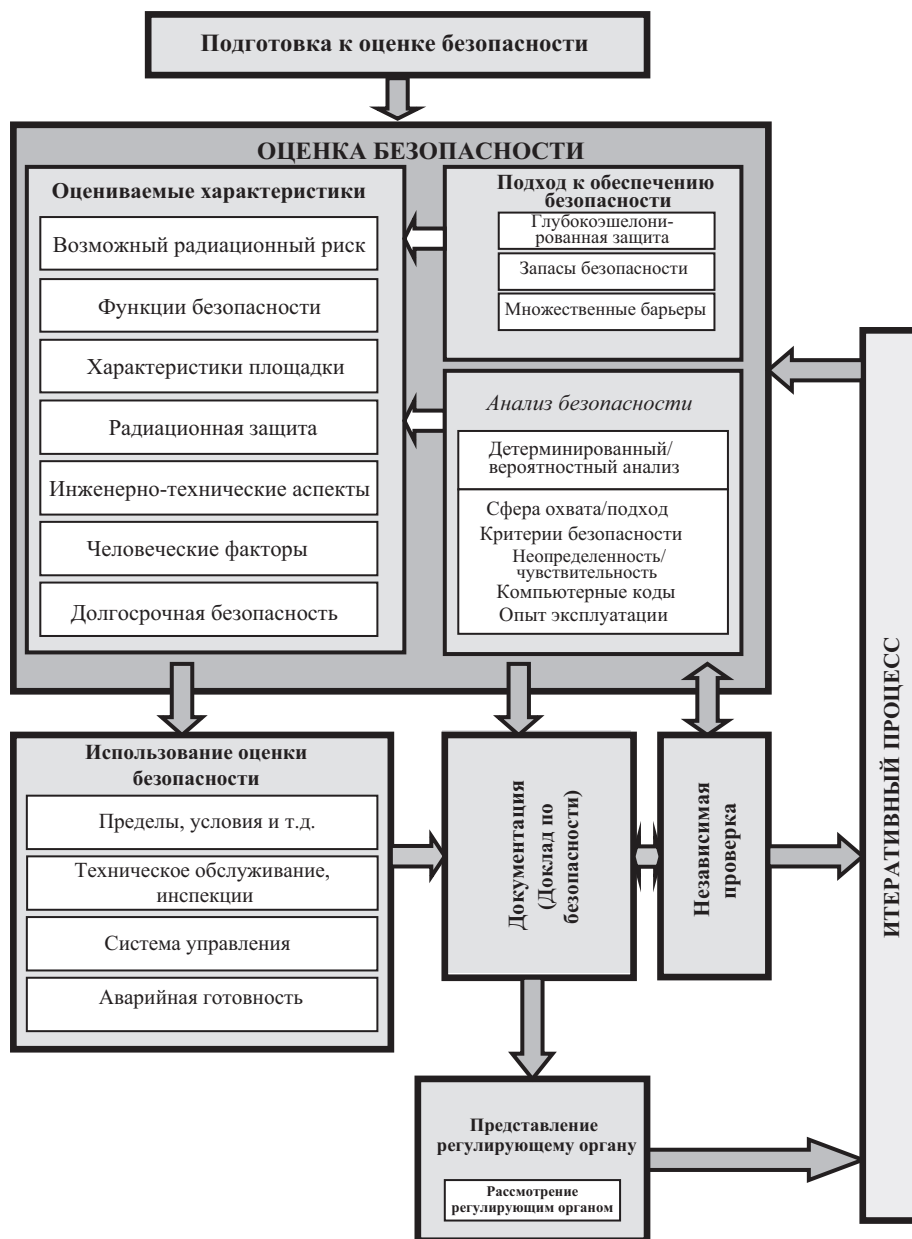 Подготовка к оценке безопасности
ОЦЕНКА БЕЗОПАСНОСТИ
Оцениваемые характеристики
Возможный радиационный риск
Функции безопасности
Характеристики площадки
Радиационная защита
Инженерно-технические аспекты
Человеческие факторы
Долгосрочная безопасность
Подход к обеспечению
безопасности
Глубокоэшелони-
рованная защита
Запасы безопасности
Множественные барьеры
Анализ безопасности
Детерминированный/
вероятностный анализ
Сфера охвата/подход
Критерии безопасности
Неопределенность/
чувствительность
Компьютерные коды
Опыт эксплуатации
Использование оценки
безопасности
Пределы, условия и т.д.
Техническое обслуживание,
инспекции
Система управления
Аварийная готовность
Документация
(Доклад по
безопасности)
Независимая
проверка
ИТЕРАТИВНЫЙ ПРОЦЕСС
Представление
регулирующему органу
Рассмотрение
регулирующим органом